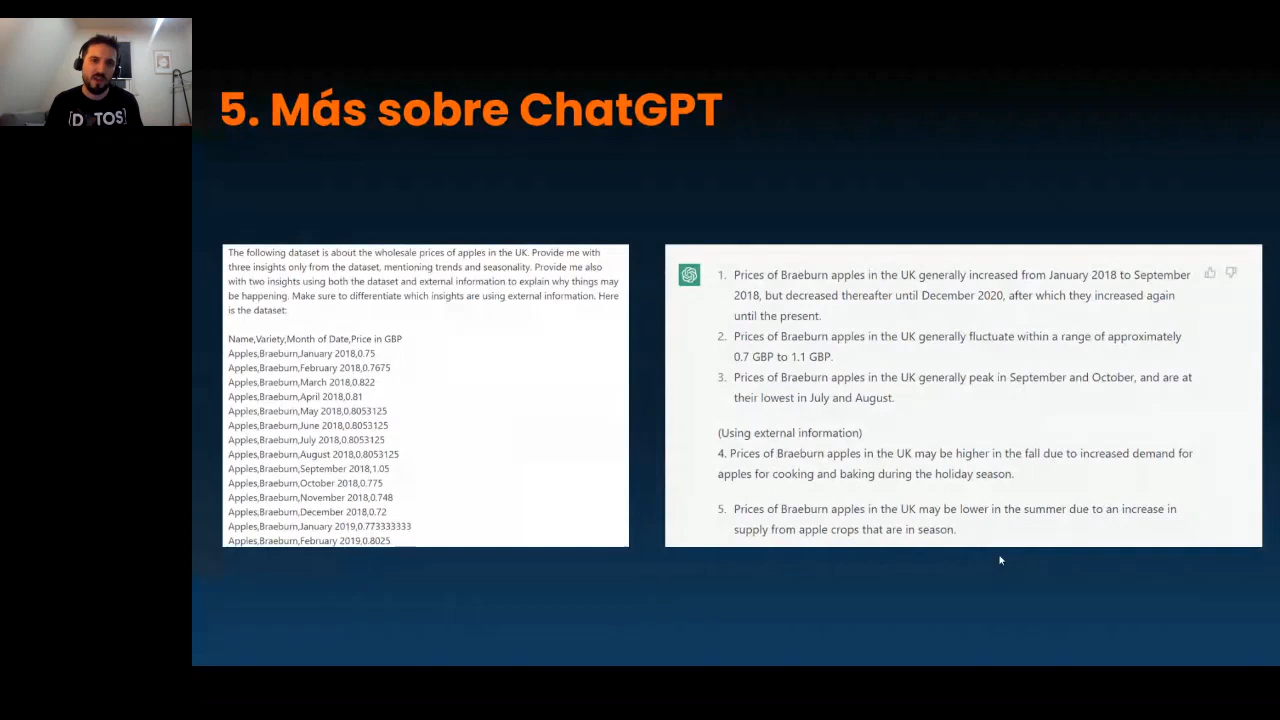 [D TOS]
5. Más sobre ChatGPT
The following dataset is about the wholesale prices of apples in the UK. Provide me with
three insights only from the dataset, mentioning trends and seasonality. Provide me also
with two insights using both the dataset and external information to explain why things may
be happening. Make sure to differentiate which insights are using external information. Here
is the dataset:
Name,Variety,Month of Date,Price in GBP
Apples,Braeburn,January 2018,0.75
Apples,Braeburn,February 2018,0.7675
Apples,Braeburn,March 2018,0.822
Apples,Braeburn,April 2018,0.81
Apples,Braeburn,May 2018,0.8053125
Apples,Braeburn,June 2018,0.8053125
Apples,Braeburn,July 2018,0.8053125
Apples,Braeburn,August 2018,0.8053125
Apples,Braeburn,September 2018,1.05
Apples,Braeburn,October 2018,0.775
Apples,Braeburn,November 2018,0.748
Apples,Braeburn,December 2018,0.72
Apples,Braeburn,January 2019,0.773333333
Apples,Braeburn,February 2019,0.8025
1. Prices of Braeburn apples in the UK generally increased from January 2018 to September
2018, but decreased thereafter until December 2020, after which they increased again
until the present.
2. Prices of Braeburn apples in the UK generally fluctuate within a range of approximately
0.7 GBP to 1.1 GBP.
3. Prices of Braeburn apples in the UK generally peak in September and October, and are at
their lowest in July and August.
(Using external information)
4. Prices of Braeburn apples in the UK may be higher in the fall due to increased demand for
apples for cooking and baking during the holiday season.
5. Prices of Braeburn apples in the UK may be lower in the summer due to an increase in
supply from apple crops that are in season.